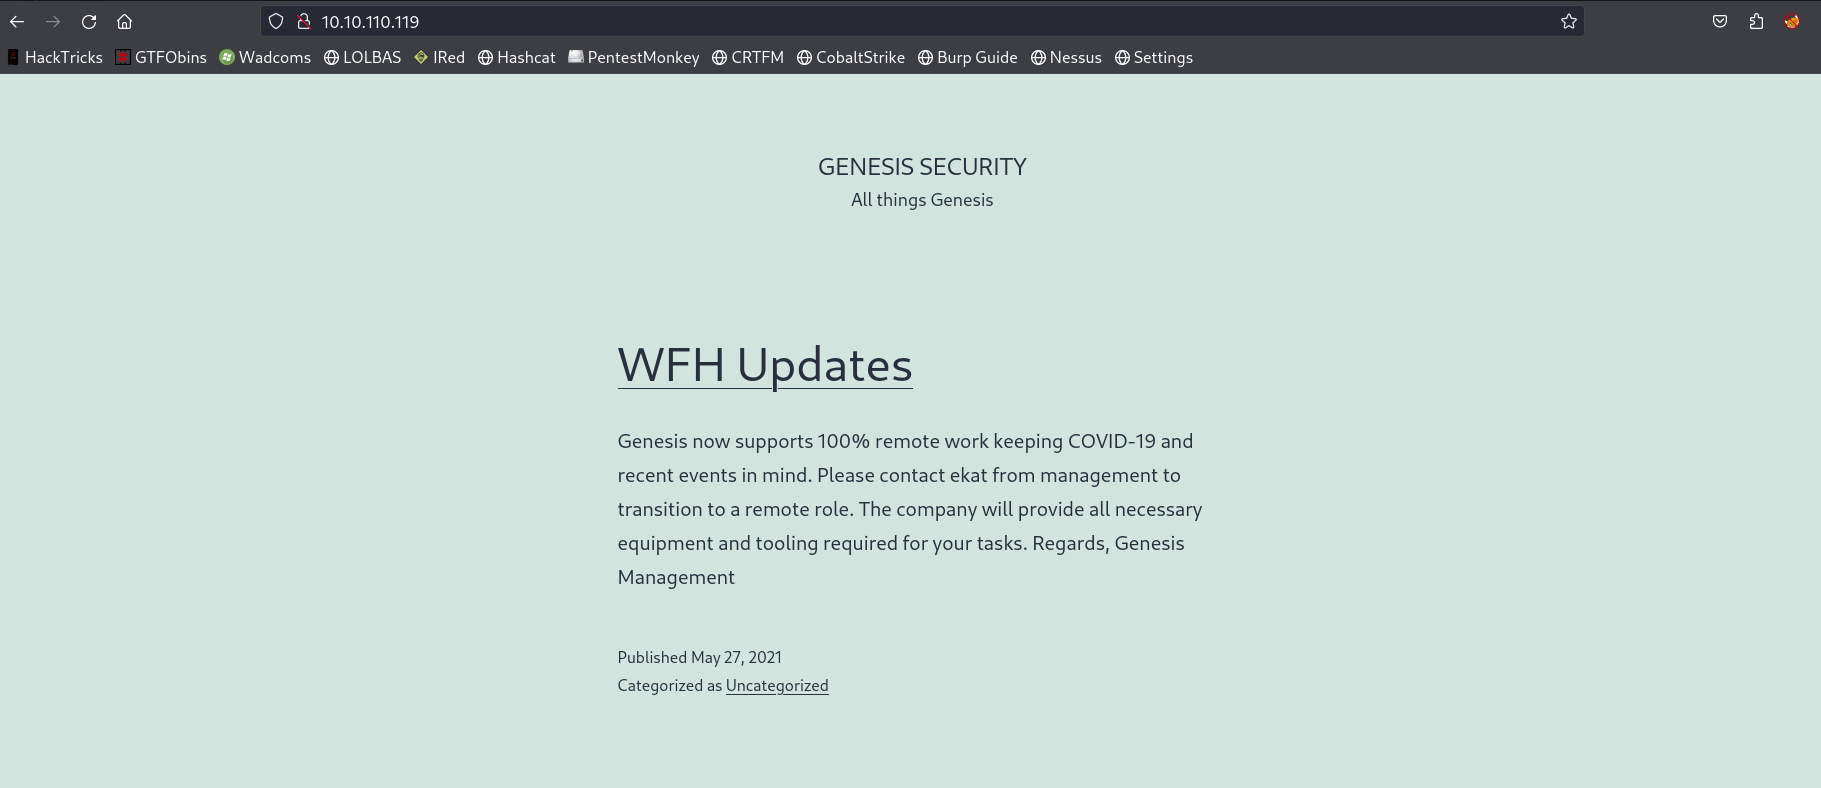 10.10.110.119
HackTricks GTFObins Wadcoms LOLBAS IRed Hashcat PentestMonkey CRTFM CobaltStrike Burp Guide Nessus Settings
GENESIS SECURITY
All things Genesis
WFH Updates
Genesis now supports 100% remote work keeping COVID-19 and
recent events in mind. Please contact ekat from management to
transition to a remote role. The company will provide all necessary
equipment and tooling required for your tasks. Regards, Genesis
Management
Published May 27, 2021
Categorized as Uncategorized